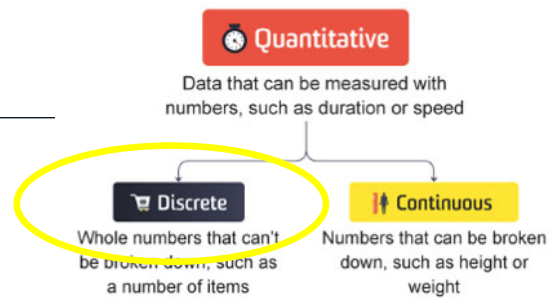 Quantitative
Data that can be measured with
numbers, such as duration or speed
Discrete
Whole numbers that can't
be broken down, such as
a number of items
Continuous
Numbers that can be broken
down, such as height or
weight